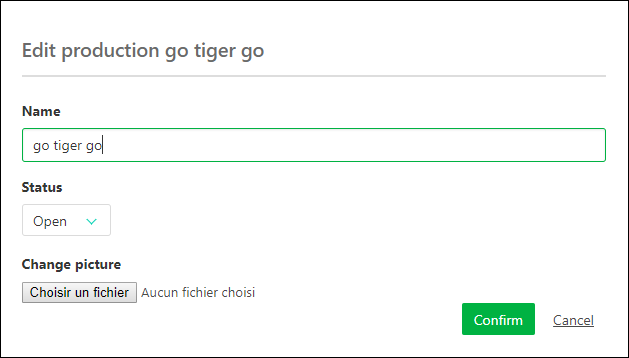 Edit production go tiger go
Name
go tiger go
Status
Open
Change picture
Choisir un fichier Aucun fichier choisi
Confirm Cancel